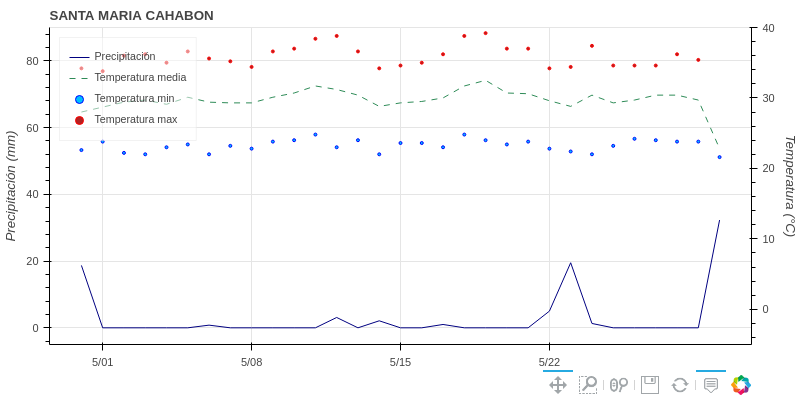 SANTA MARIA CAHABON
Precipitación
Temperatura media
Temperatura min
Temperatura max
Precipitación (mm)
80
60
40
20
0
Temperatura (°C)
40
30
20
10
0
5/01
5/08
5/15
5/22